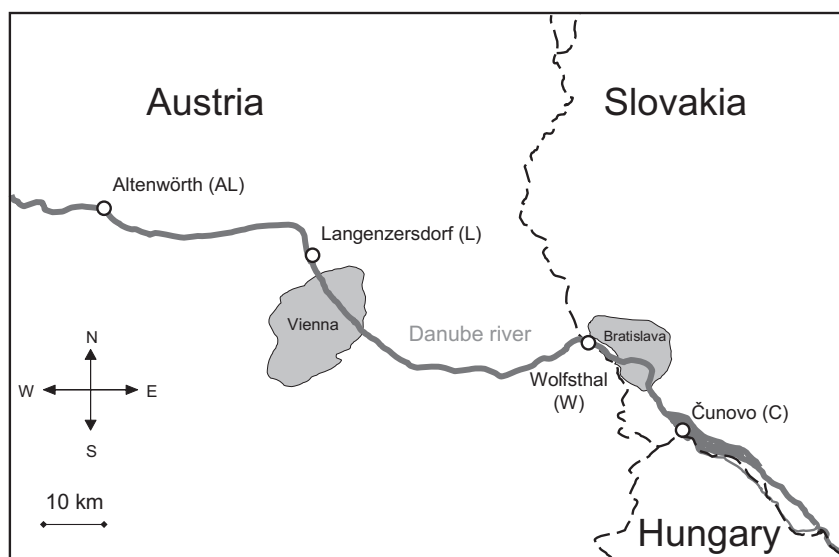 Austria
Slovakia
Altenwörth (AL)
Langenzersdorf (L)
Vienna
Danube river
Bratislava
Wolfsthal
(W)
Čunovo (C)
N
W
E
S
10 km
Hungary